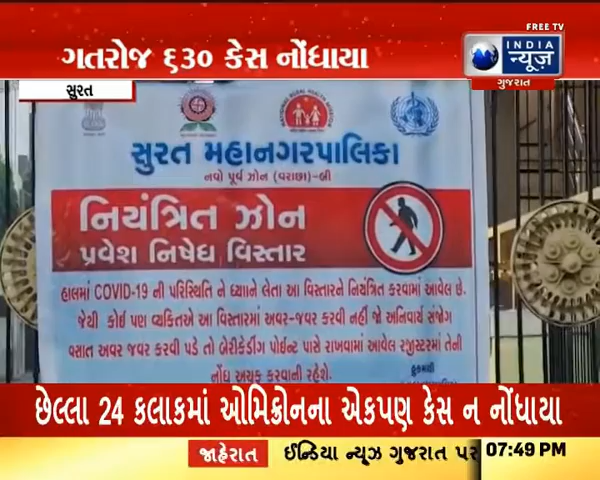 FREE TV
ગતરોજ ૬૩૦ કેસ નોંધાયા
INDIA
ન્યૂઝ
ગુજરાત
સુરત
સુરત મહાનગરપાલિકા
નવો પૂર્વ ઝોન (વરાછા)-બી
નિયંત્રિત ઝોન
પ્રવેશ નિષેધ વિસ્તાર
હાલમાં COVID-19 ની પરિસ્થિતિ ને ધ્યાને લેતા આ વિસ્તારને નિયંત્રિત કરવામાં આવેલ છે.
જેથી કોઈ પણ વ્યકિતએ આ વિસ્તારમાં અવર-જવર કરવી નહીં જો અનિવાર્ય સંજોગ
વસાત અવર જવર કરવી પડે તો બેરીકેડીંગ પોઈન્ટ પાસે રાખવામાં આવેલ રજીસ્ટરમાં તેની
નોંધ અચૂક કરવાની રહેશે.
હુકમથી
છેલ્લા 24 કલાકમાં ઓમિક્રોનના એકપણ કેસ ન નોંધાયા
જાહેરાત
ઈન્ડિયા ન્યૂઝ ગુજરાત પર
07:49 PM